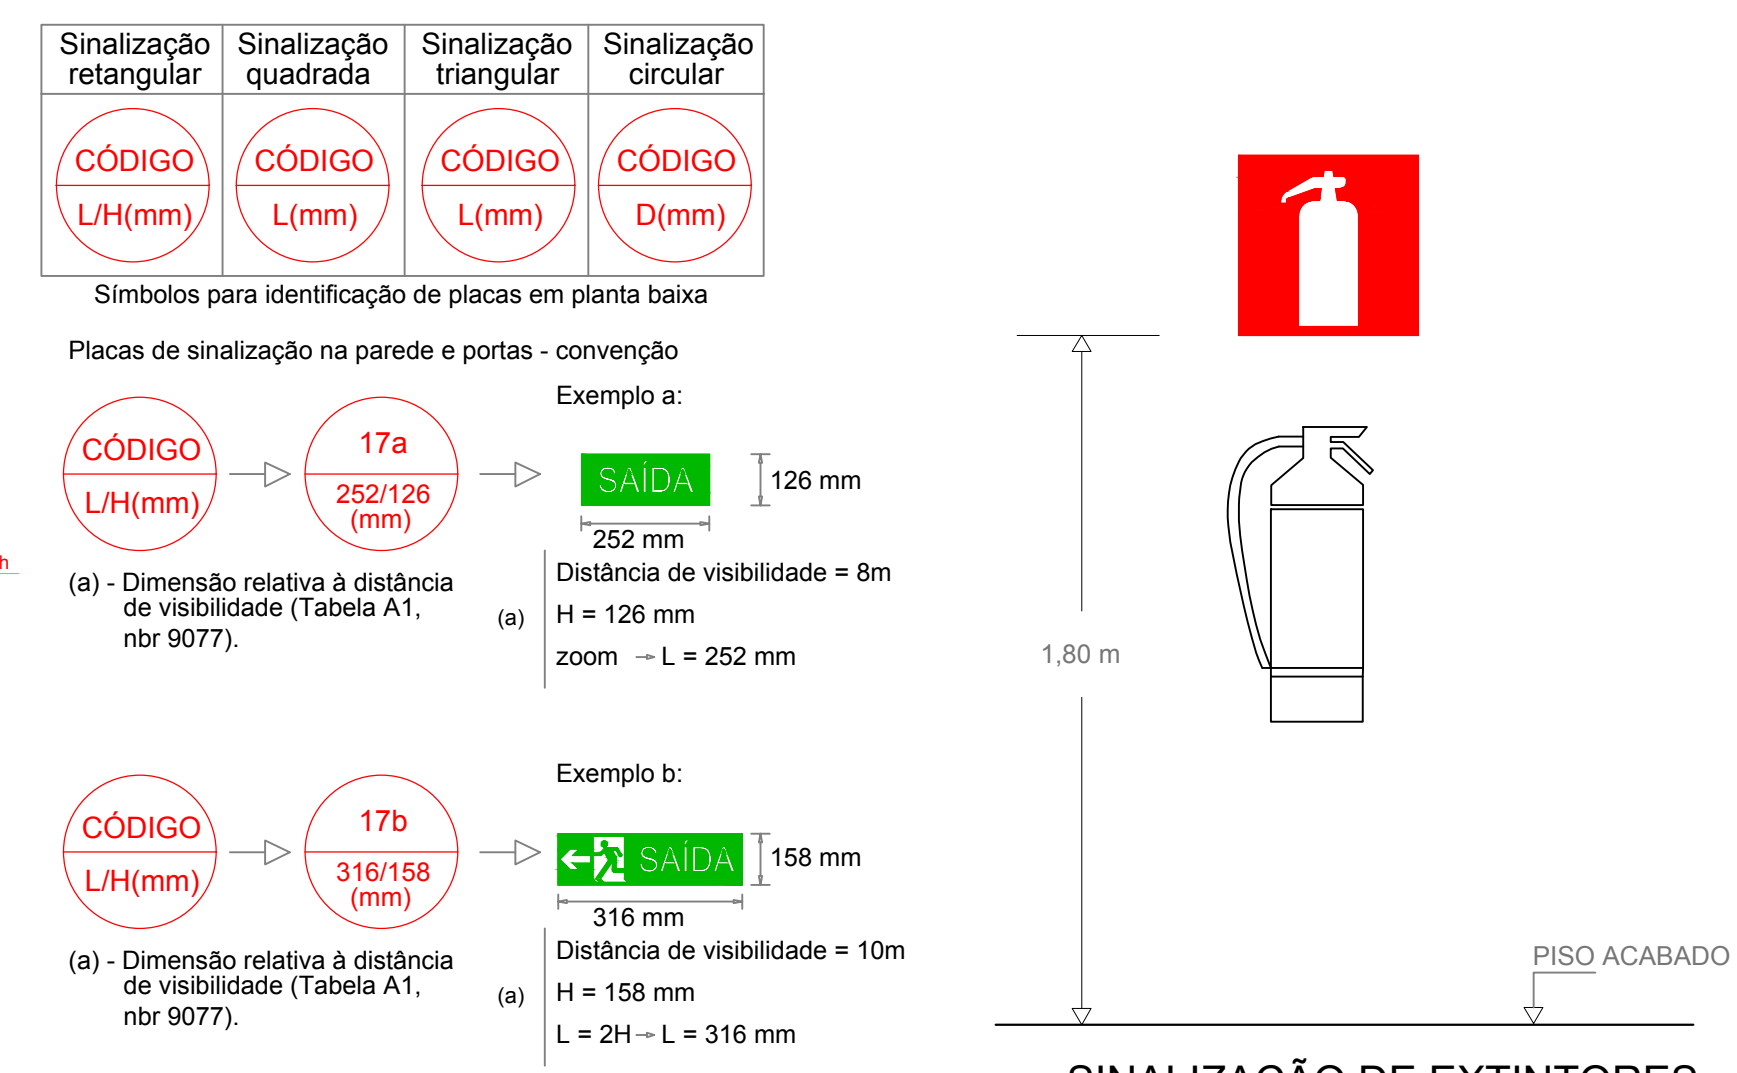 Sinalização retangular
Sinalização quadrada
Sinalização triangular
Sinalização circular
CÓDIGO
L/H(mm)
CÓDIGO
L(mm)
CÓDIGO
L(mm)
CÓDIGO
D(mm)
Símbolos para identificação de placas em planta baixa
Placas de sinalização na parede e portas - convenção
Exemplo a:
CÓDIGO
L/H(mm)
17a
252/126
(mm)
SAÍDA
126 mm
252 mm
h
(a) - Dimensão relativa à distância
de visibilidade (Tabela A1,
nbr 9077).
(a)
Distância de visibilidade = 8m
H = 126 mm
zoom L = 252 mm
Exemplo b:
CÓDIGO
L/H(mm)
17b
316/158
(mm)
SAÍDA
158 mm
316 mm
(a) - Dimensão relativa à distância
de visibilidade (Tabela A1,
nbr 9077).
(a)
Distância de visibilidade = 10m
H = 158 mm
L = 2H L = 316 mm
1,80 m
PISO ACABADO
SINALIZAÇÃO DE EXTINTORES